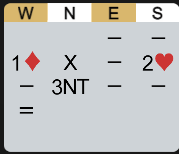 W N E S
– –
1♦ X – 2♥
– 3NT – –
=